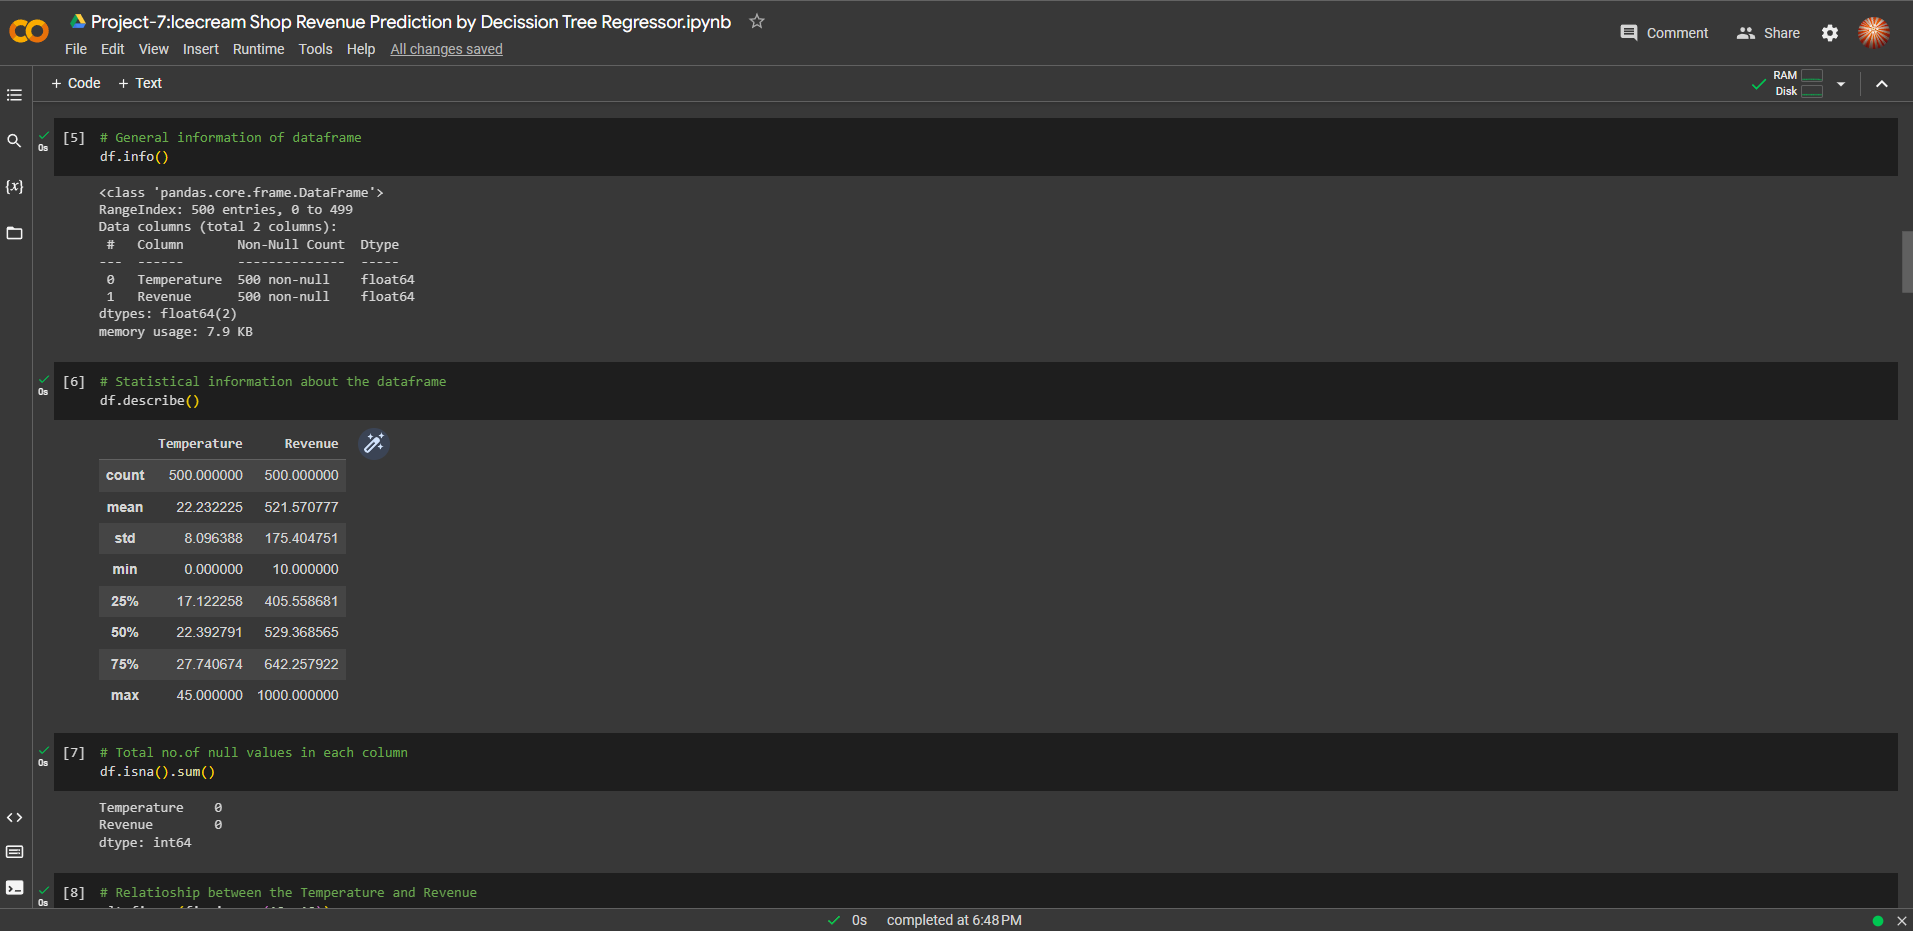 Project-7:Icecream Shop Revenue Prediction by Decission Tree Regressor.ipynb
File Edit View Insert Runtime Tools Help All changes saved
Comment Share
+ Code + Text
RAM
Disk
[5] # General information of dataframe
0s
df.info()
<class 'pandas.core.frame.DataFrame'>
RangeIndex: 500 entries, 0 to 499
Data columns (total 2 columns):
# Column Non-Null Count Dtype
--- ------ -------------- -----
0 Temperature 500 non-null float64
1 Revenue 500 non-null float64
dtypes: float64(2)
memory usage: 7.9 KB
[6] # Statistical information about the dataframe
0s
df.describe()
Temperature Revenue
count 500.000000 500.000000
mean 22.232225 521.570777
std 8.096388 175.404751
min 0.000000 10.000000
25% 17.122258 405.558681
50% 22.392791 529.368565
75% 27.740674 642.257922
max 45.000000 1000.000000
[7] # Total no.of null values in each column
0s
df.isna().sum()
Temperature 0
Revenue 0
dtype: int64
[8] # Relatioship between the Temperature and Revenue
0s
0s completed at 6:48 PM